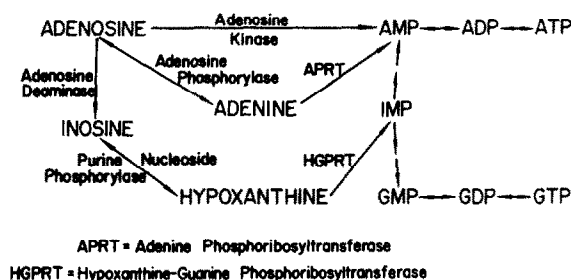 ADENOSINE Adenosine Kinase AMP ADP ATP
Adenosine Phosphorylase APRT
Adenosine Deaminase
ADENINE IMP
INOSINE
Purine Nucleoside Phosphorylase HGPRT
HYPOXANTHINE GMP GDP GTP
APRT = Adenine Phosphoribosyltransferase
HGPRT = Hypoxanthine-Guanine Phosphoribosyltransferase